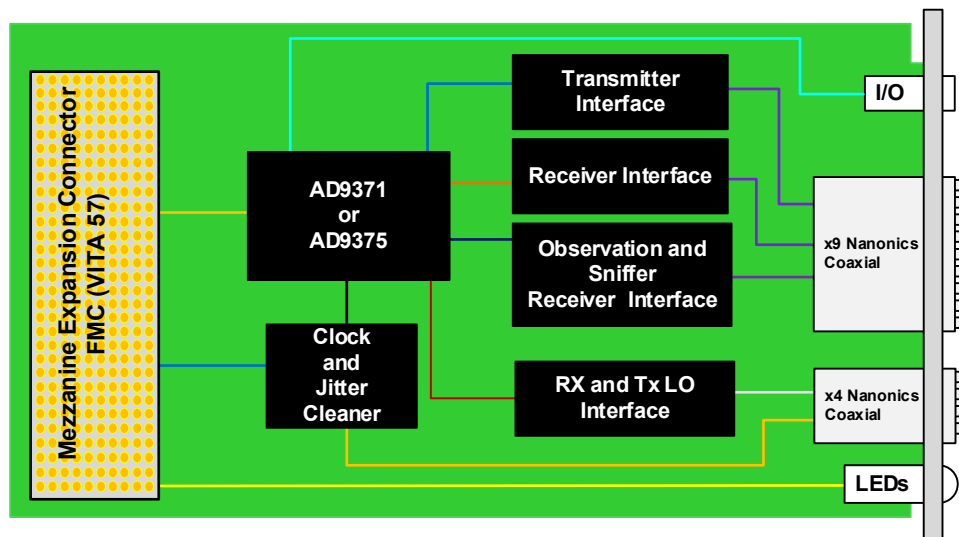 Mezzanine Expansion Connector
FMC (VITA 57)
AD9371
or
AD9375
Clock
and
Jitter
Cleaner
Transmitter
Interface
Receiver Interface
Observation and
Sniffer
Receiver Interface
RX and Tx LO
Interface
I/O
x9 Nanonics
Coaxial
x4 Nanonics
Coaxial
LEDs